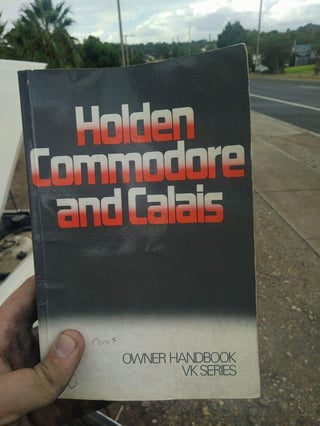 Holden
Commodore
and Calais
OWNER HANDBOOK
VK SERIES